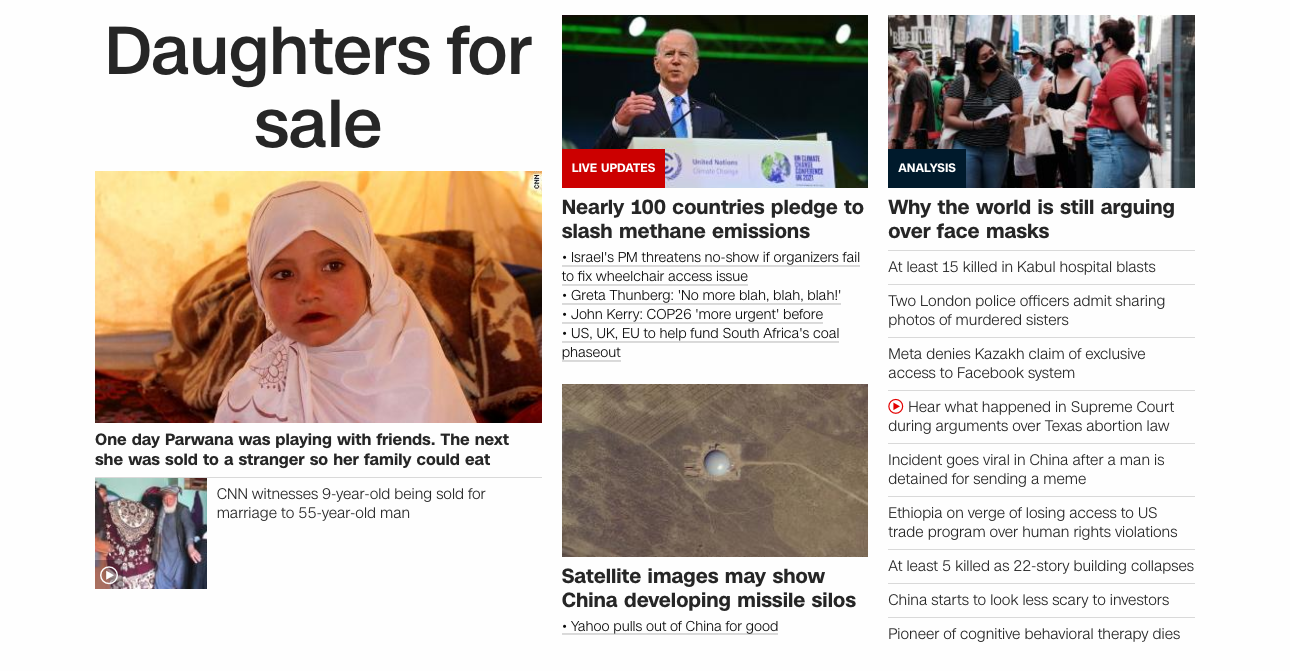 Daughters for
sale
CNN
One day Parwana was playing with friends. The next
she was sold to a stranger so her family could eat
CNN witnesses 9-year-old being sold for
marriage to 55-year-old man
United Nations
Climate Change
UN CLIMATE
CHANGE
CONFERENCE
UK 2021
LIVE UPDATES
Nearly 100 countries pledge to
slash methane emissions
• Israel's PM threatens no-show if organizers fail
to fix wheelchair access issue
• Greta Thunberg: 'No more blah, blah, blah!'
• John Kerry: COP26 'more urgent' before
• US, UK, EU to help fund South Africa's coal
phaseout
Satellite images may show
China developing missile silos
• Yahoo pulls out of China for good
ANALYSIS
Why the world is still arguing
over face masks
At least 15 killed in Kabul hospital blasts
Two London police officers admit sharing
photos of murdered sisters
Meta denies Kazakh claim of exclusive
access to Facebook system
Hear what happened in Supreme Court
during arguments over Texas abortion law
Incident goes viral in China after a man is
detained for sending a meme
Ethiopia on verge of losing access to US
trade program over human rights violations
At least 5 killed as 22-story building collapses
China starts to look less scary to investors
Pioneer of cognitive behavioral therapy dies